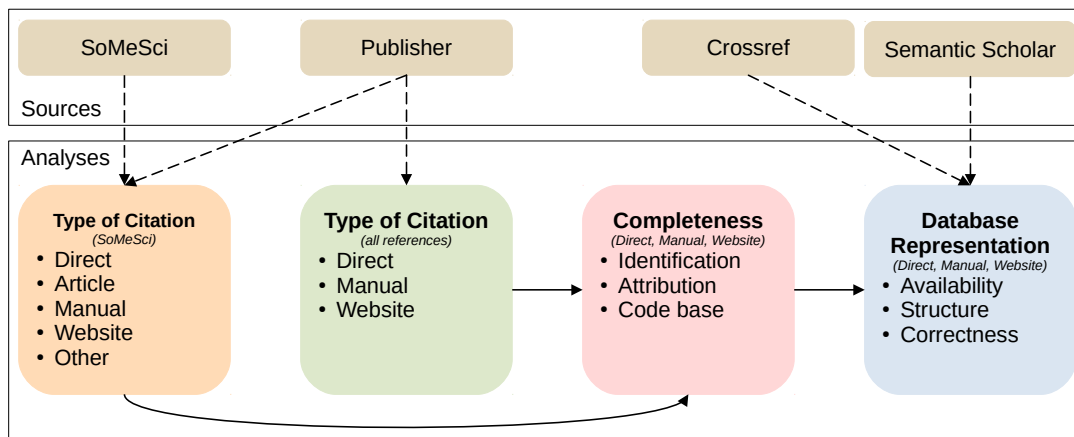 SoMeSci
Publisher
Crossref
Semantic Scholar
Sources
Analyses
Type of Citation
(SoMeSci)
• Direct
• Article
• Manual
• Website
• Other
Type of Citation
(all references)
• Direct
• Manual
• Website
Completeness
(Direct, Manual, Website)
• Identification
• Attribution
• Code base
Database
Representation
(Direct, Manual, Website)
• Availability
• Structure
• Correctness